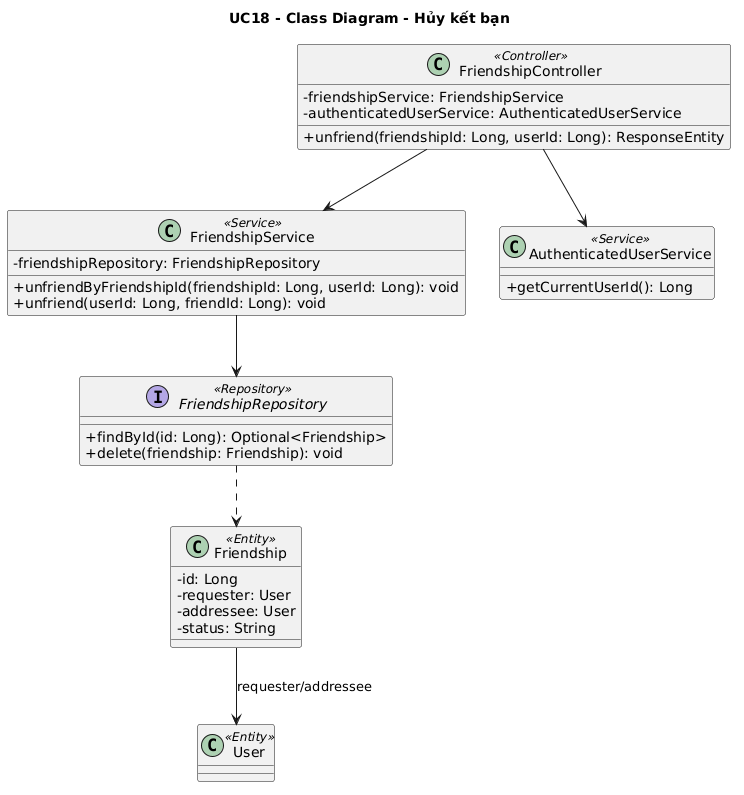 UC18 - Class Diagram - Hủy kết bạn
C
«Controller»
FriendshipController
-friendshipService: FriendshipService
-authenticatedUserService: AuthenticatedUserService
+unfriend(friendshipId: Long, userId: Long): ResponseEntity
C
«Service»
FriendshipService
-friendshipRepository: FriendshipRepository
+unfriendByFriendshipId(friendshipId: Long, userId: Long): void
+unfriend(userId: Long, friendId: Long): void
C
«Service»
AuthenticatedUserService
+getCurrentUserId(): Long
I
«Repository»
FriendshipRepository
+findById(id: Long): Optional<Friendship>
+delete(friendship: Friendship): void
C
«Entity»
Friendship
-id: Long
-requester: User
-addressee: User
-status: String
requester/addressee
C
«Entity»
User